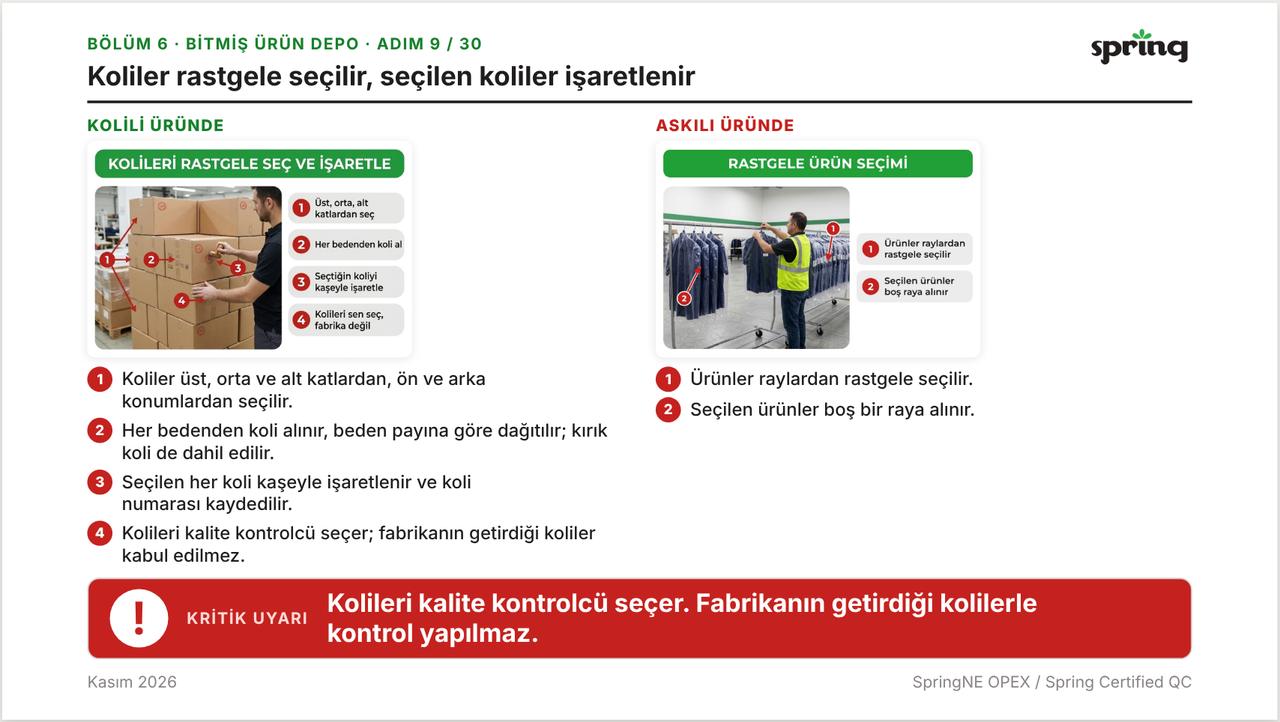 BÖLÜM 6 · BİTMİŞ ÜRÜN DEPO · ADIM 9 / 30
spring
Koliler rastgele seçilir, seçilen koliler işaretlenir
KOLİLİ ÜRÜNDE
KOLİLERİ RASTGELE SEÇ VE İŞARETLE
1
2
3
4
1 Üst, orta, alt
katlardan seç
2 Her bedenden koli al
3 Seçtiğin koliyi
kaşeyle işaretle
4 Kolileri sen seç,
fabrika değil
1 Koliler üst, orta ve alt katlardan, ön ve arka
konumlardan seçilir.
2 Her bedenden koli alınır, beden payına göre dağıtılır; kırık
koli de dahil edilir.
3 Seçilen her koli kaşeyle işaretlenir ve koli
numarası kaydedilir.
4 Kolileri kalite kontrolcü seçer; fabrikanın getirdiği koliler
kabul edilmez.
ASKILI ÜRÜNDE
RASTGELE ÜRÜN SEÇİMİ
1
2
1 Ürünler raylardan
rastgele seçilir
2 Seçilen ürünler
boş raya alınır
1 Ürünler raylardan rastgele seçilir.
2 Seçilen ürünler boş bir raya alınır.
! KRİTİK UYARI
Kolileri kalite kontrolcü seçer. Fabrikanın getirdiği kolilerle
kontrol yapılmaz.
Kasım 2026
SpringNE OPEX / Spring Certified QC